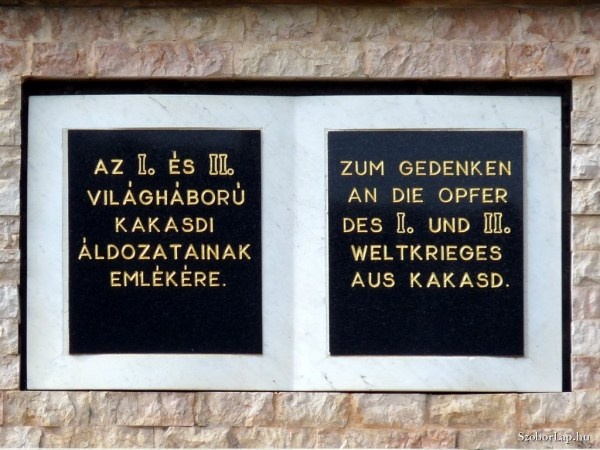 AZ I. ÉS II.
VILÁGHÁBORÚ
KAKASDI
ÁLDOZATAINAK
EMLÉKÉRE.
ZUM GEDENKEN
AN DIE OPFER
DES I. UND II.
WELTKRIEGES
AUS KAKASD.
SzoborLap.hu